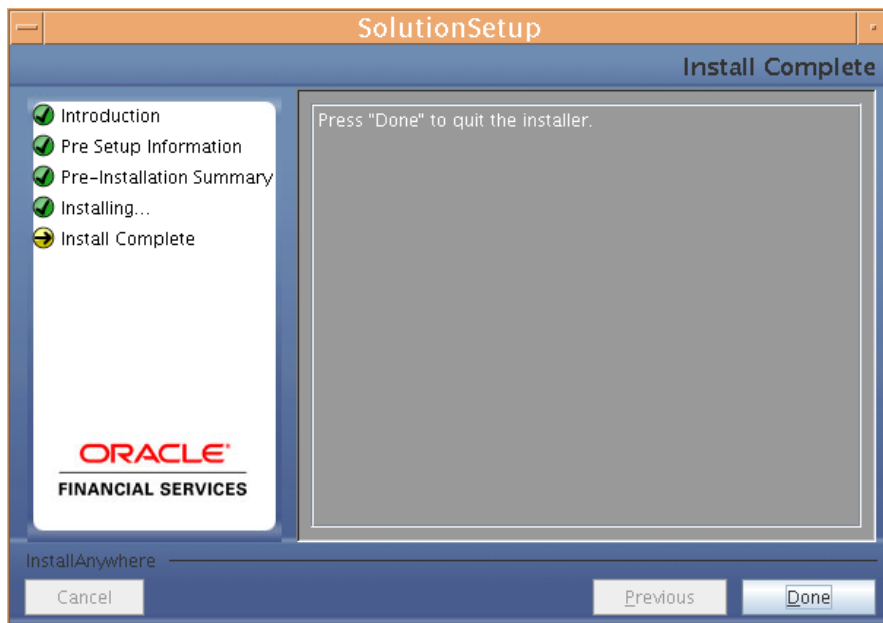 SolutionSetup
Install Complete
Introduction
Pre Setup Information
Pre-Installation Summary
Installing...
Install Complete
ORACLE
FINANCIAL SERVICES
Press "Done" to quit the installer.
InstallAnywhere
Cancel
Previous
Done